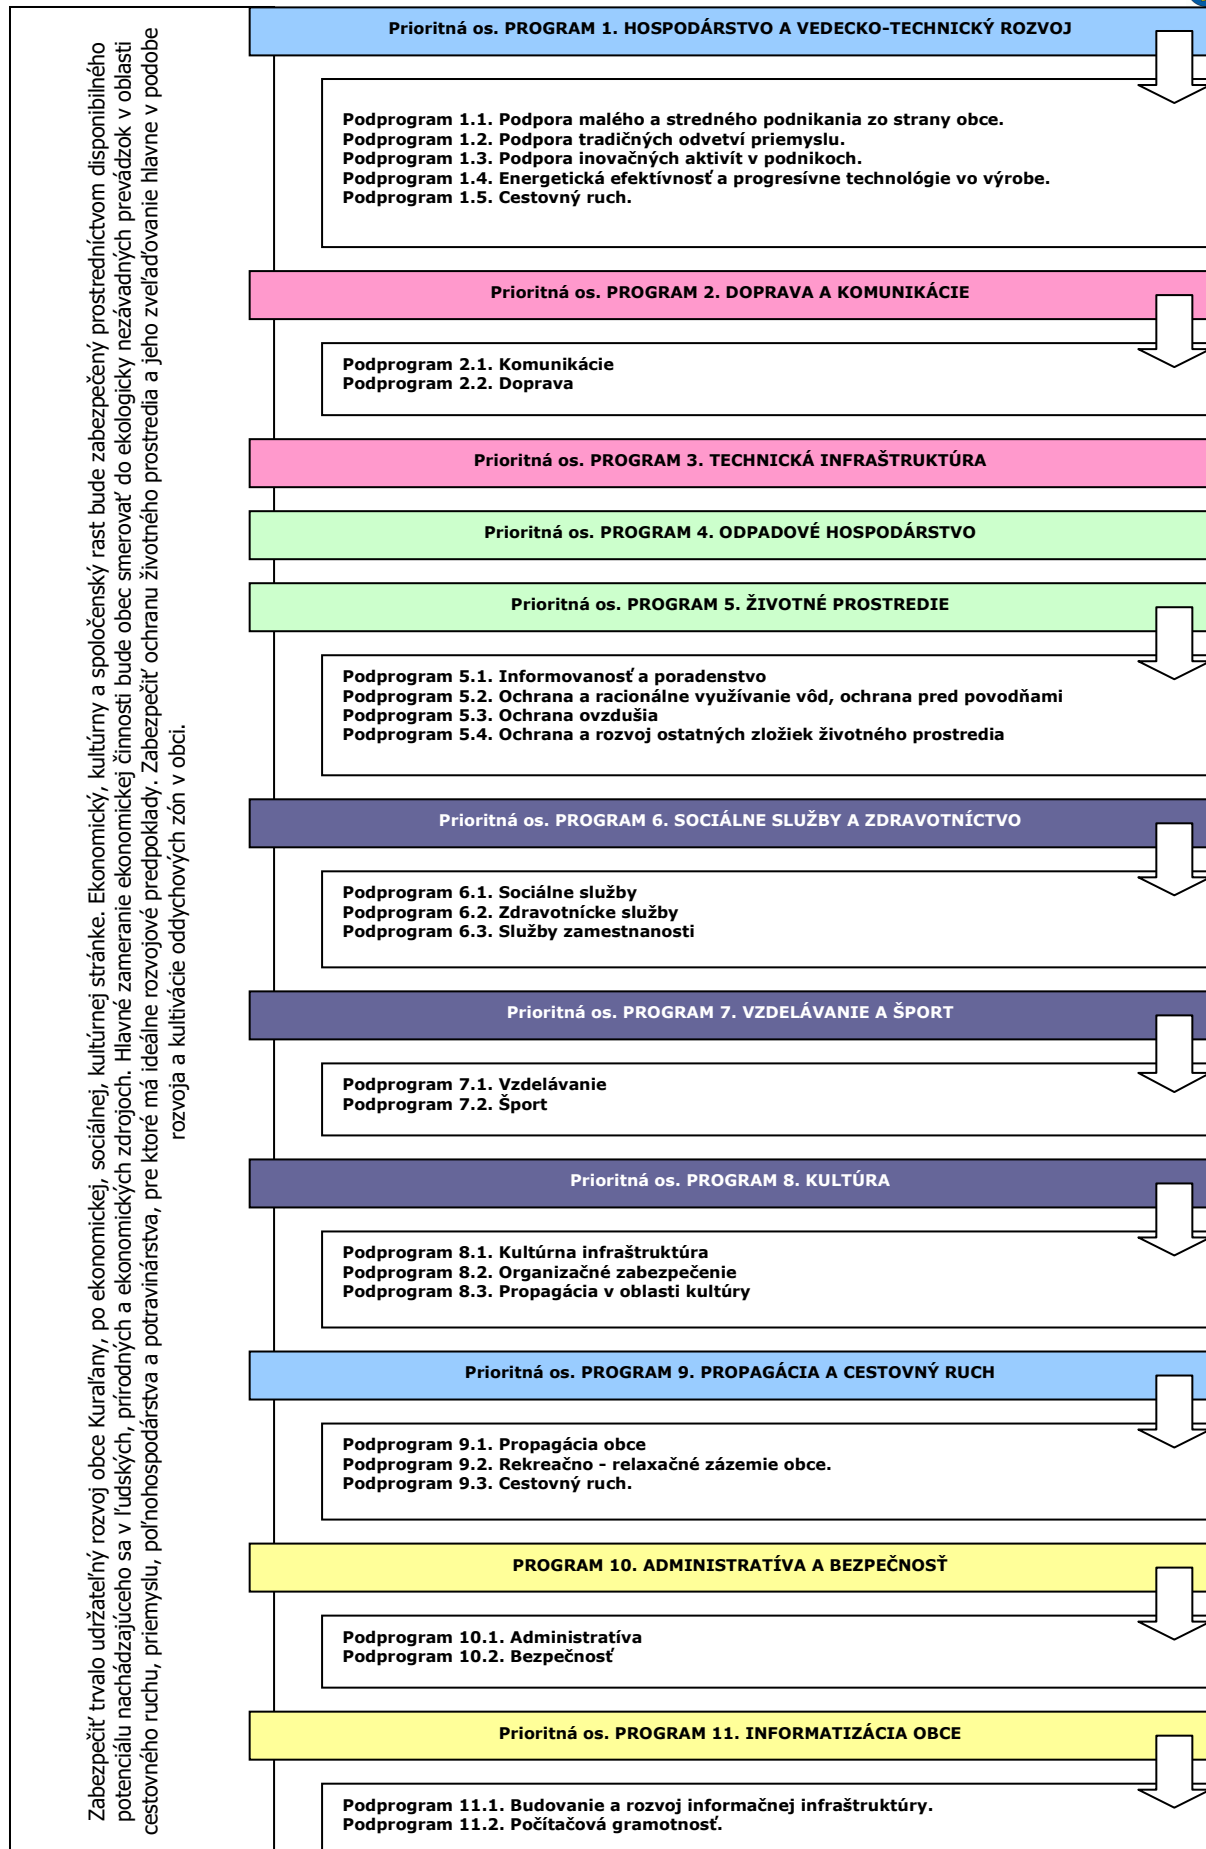 Zabezpečiť trvalo udržateľný rozvoj obce Kuraľany, po ekonomickej, sociálnej, kultúrnej stránke. Ekonomický, kultúrny a spoločenský rast bude zabezpečený prostredníctvom disponibilného
potenciálu nachádzajúceho sa v ľudských, prírodných a ekonomických zdrojoch. Hlavné zameranie ekonomickej činnosti bude obec smerovať do ekologicky nezávadných prevádzok v oblasti
cestovného ruchu, priemyslu, poľnohospodárstva a potravinárstva, pre ktoré má ideálne rozvojové predpoklady. Zabezpečiť ochranu životného prostredia a jeho zveľaďovanie hlavne v podobe
rozvoja a kultivácie oddychových zón v obci.
Prioritná os. PROGRAM 1. HOSPODÁRSTVO A VEDECKO-TECHNICKÝ ROZVOJ
Podprogram 1.1. Podpora malého a stredného podnikania zo strany obce.
Podprogram 1.2. Podpora tradičných odvetví priemyslu.
Podprogram 1.3. Podpora inovačných aktivít v podnikoch.
Podprogram 1.4. Energetická efektívnosť a progresívne technológie vo výrobe.
Podprogram 1.5. Cestovný ruch.
Prioritná os. PROGRAM 2. DOPRAVA A KOMUNIKÁCIE
Podprogram 2.1. Komunikácie
Podprogram 2.2. Doprava
Prioritná os. PROGRAM 3. TECHNICKÁ INFRAŠTRUKTÚRA
Prioritná os. PROGRAM 4. ODPADOVÉ HOSPODÁRSTVO
Prioritná os. PROGRAM 5. ŽIVOTNÉ PROSTREDIE
Podprogram 5.1. Informovanosť a poradenstvo
Podprogram 5.2. Ochrana a racionálne využívanie vôd, ochrana pred povodňami
Podprogram 5.3. Ochrana ovzdušia
Podprogram 5.4. Ochrana a rozvoj ostatných zložiek životného prostredia
Prioritná os. PROGRAM 6. SOCIÁLNE SLUŽBY A ZDRAVOTNÍCTVO
Podprogram 6.1. Sociálne služby
Podprogram 6.2. Zdravotnícke služby
Podprogram 6.3. Služby zamestnanosti
Prioritná os. PROGRAM 7. VZDELÁVANIE A ŠPORT
Podprogram 7.1. Vzdelávanie
Podprogram 7.2. Šport
Prioritná os. PROGRAM 8. KULTÚRA
Podprogram 8.1. Kultúrna infraštruktúra
Podprogram 8.2. Organizačné zabezpečenie
Podprogram 8.3. Propagácia v oblasti kultúry
Prioritná os. PROGRAM 9. PROPAGÁCIA A CESTOVNÝ RUCH
Podprogram 9.1. Propagácia obce
Podprogram 9.2. Rekreačno - relaxačné zázemie obce.
Podprogram 9.3. Cestovný ruch.
PROGRAM 10. ADMINISTRATÍVA A BEZPEČNOSŤ
Podprogram 10.1. Administratíva
Podprogram 10.2. Bezpečnosť
Prioritná os. PROGRAM 11. INFORMATIZÁCIA OBCE
Podprogram 11.1. Budovanie a rozvoj informačnej infraštruktúry.
Podprogram 11.2. Počítačová gramotnosť.